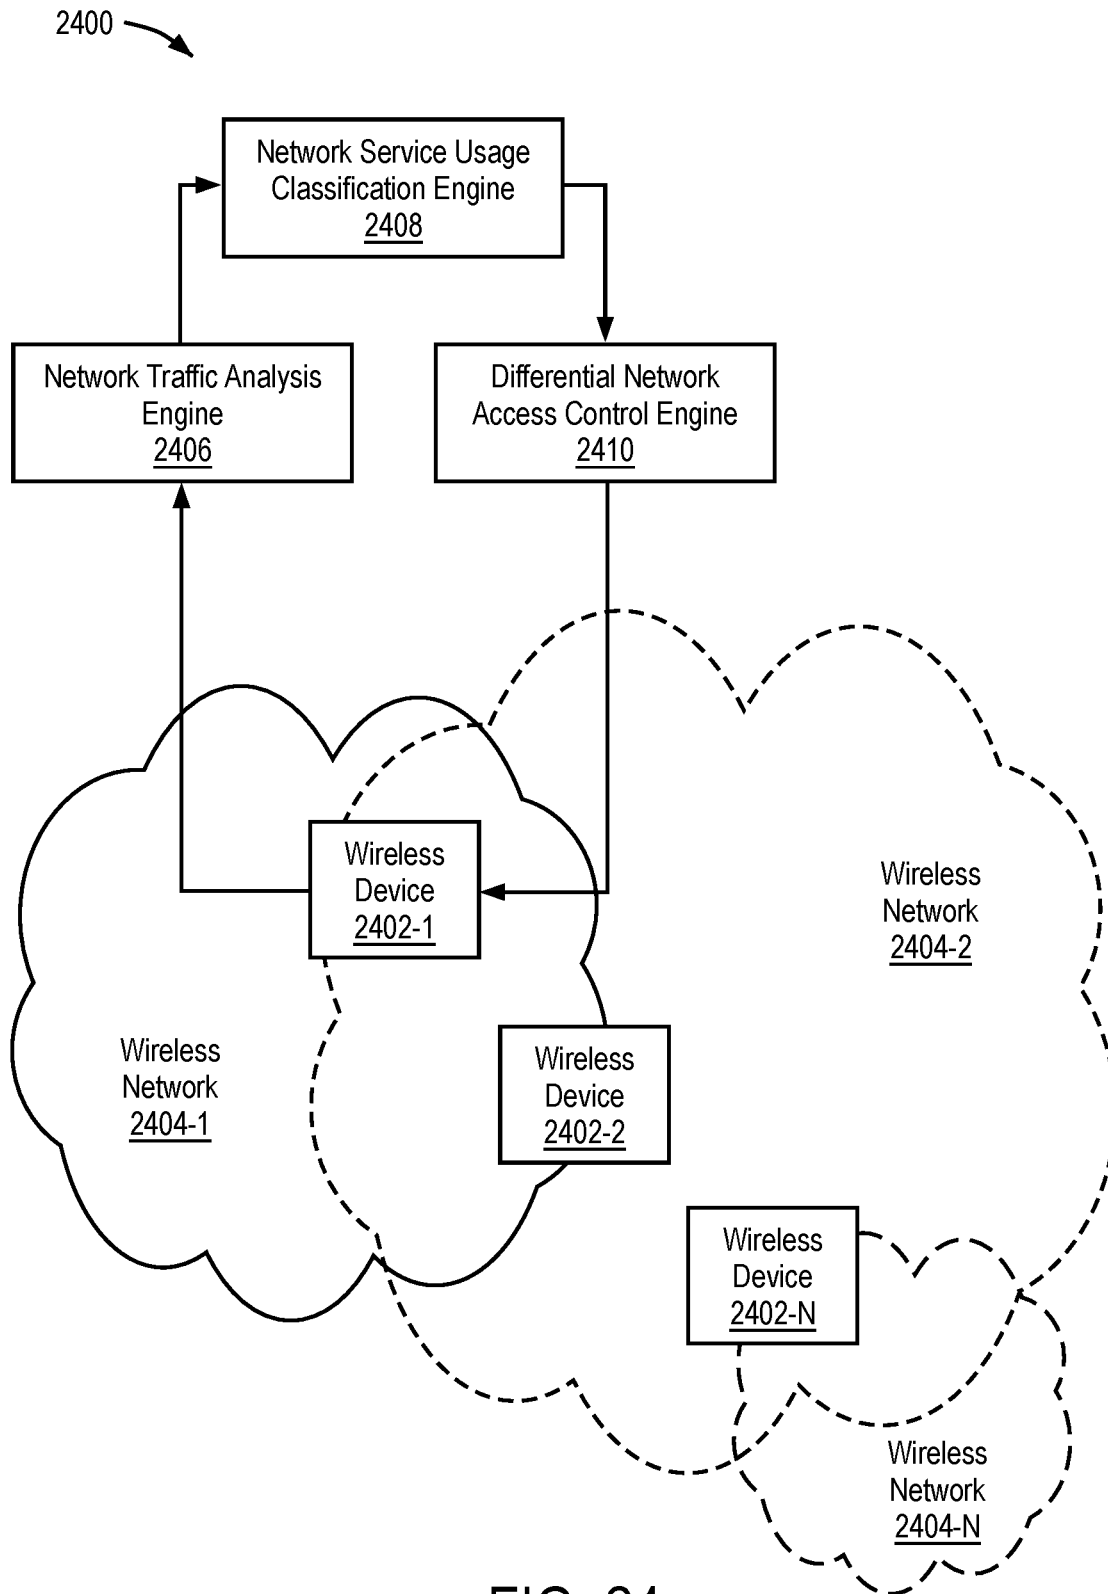 2400
Network Service Usage
Classification Engine
2408
Network Traffic Analysis
Engine
2406
Differential Network
Access Control Engine
2410
Wireless
Device
2402-1
Wireless
Network
2404-2
Wireless
Network
2404-1
Wireless
Device
2402-2
Wireless
Device
2402-N
Wireless
Network
2404-N
FIG. 24